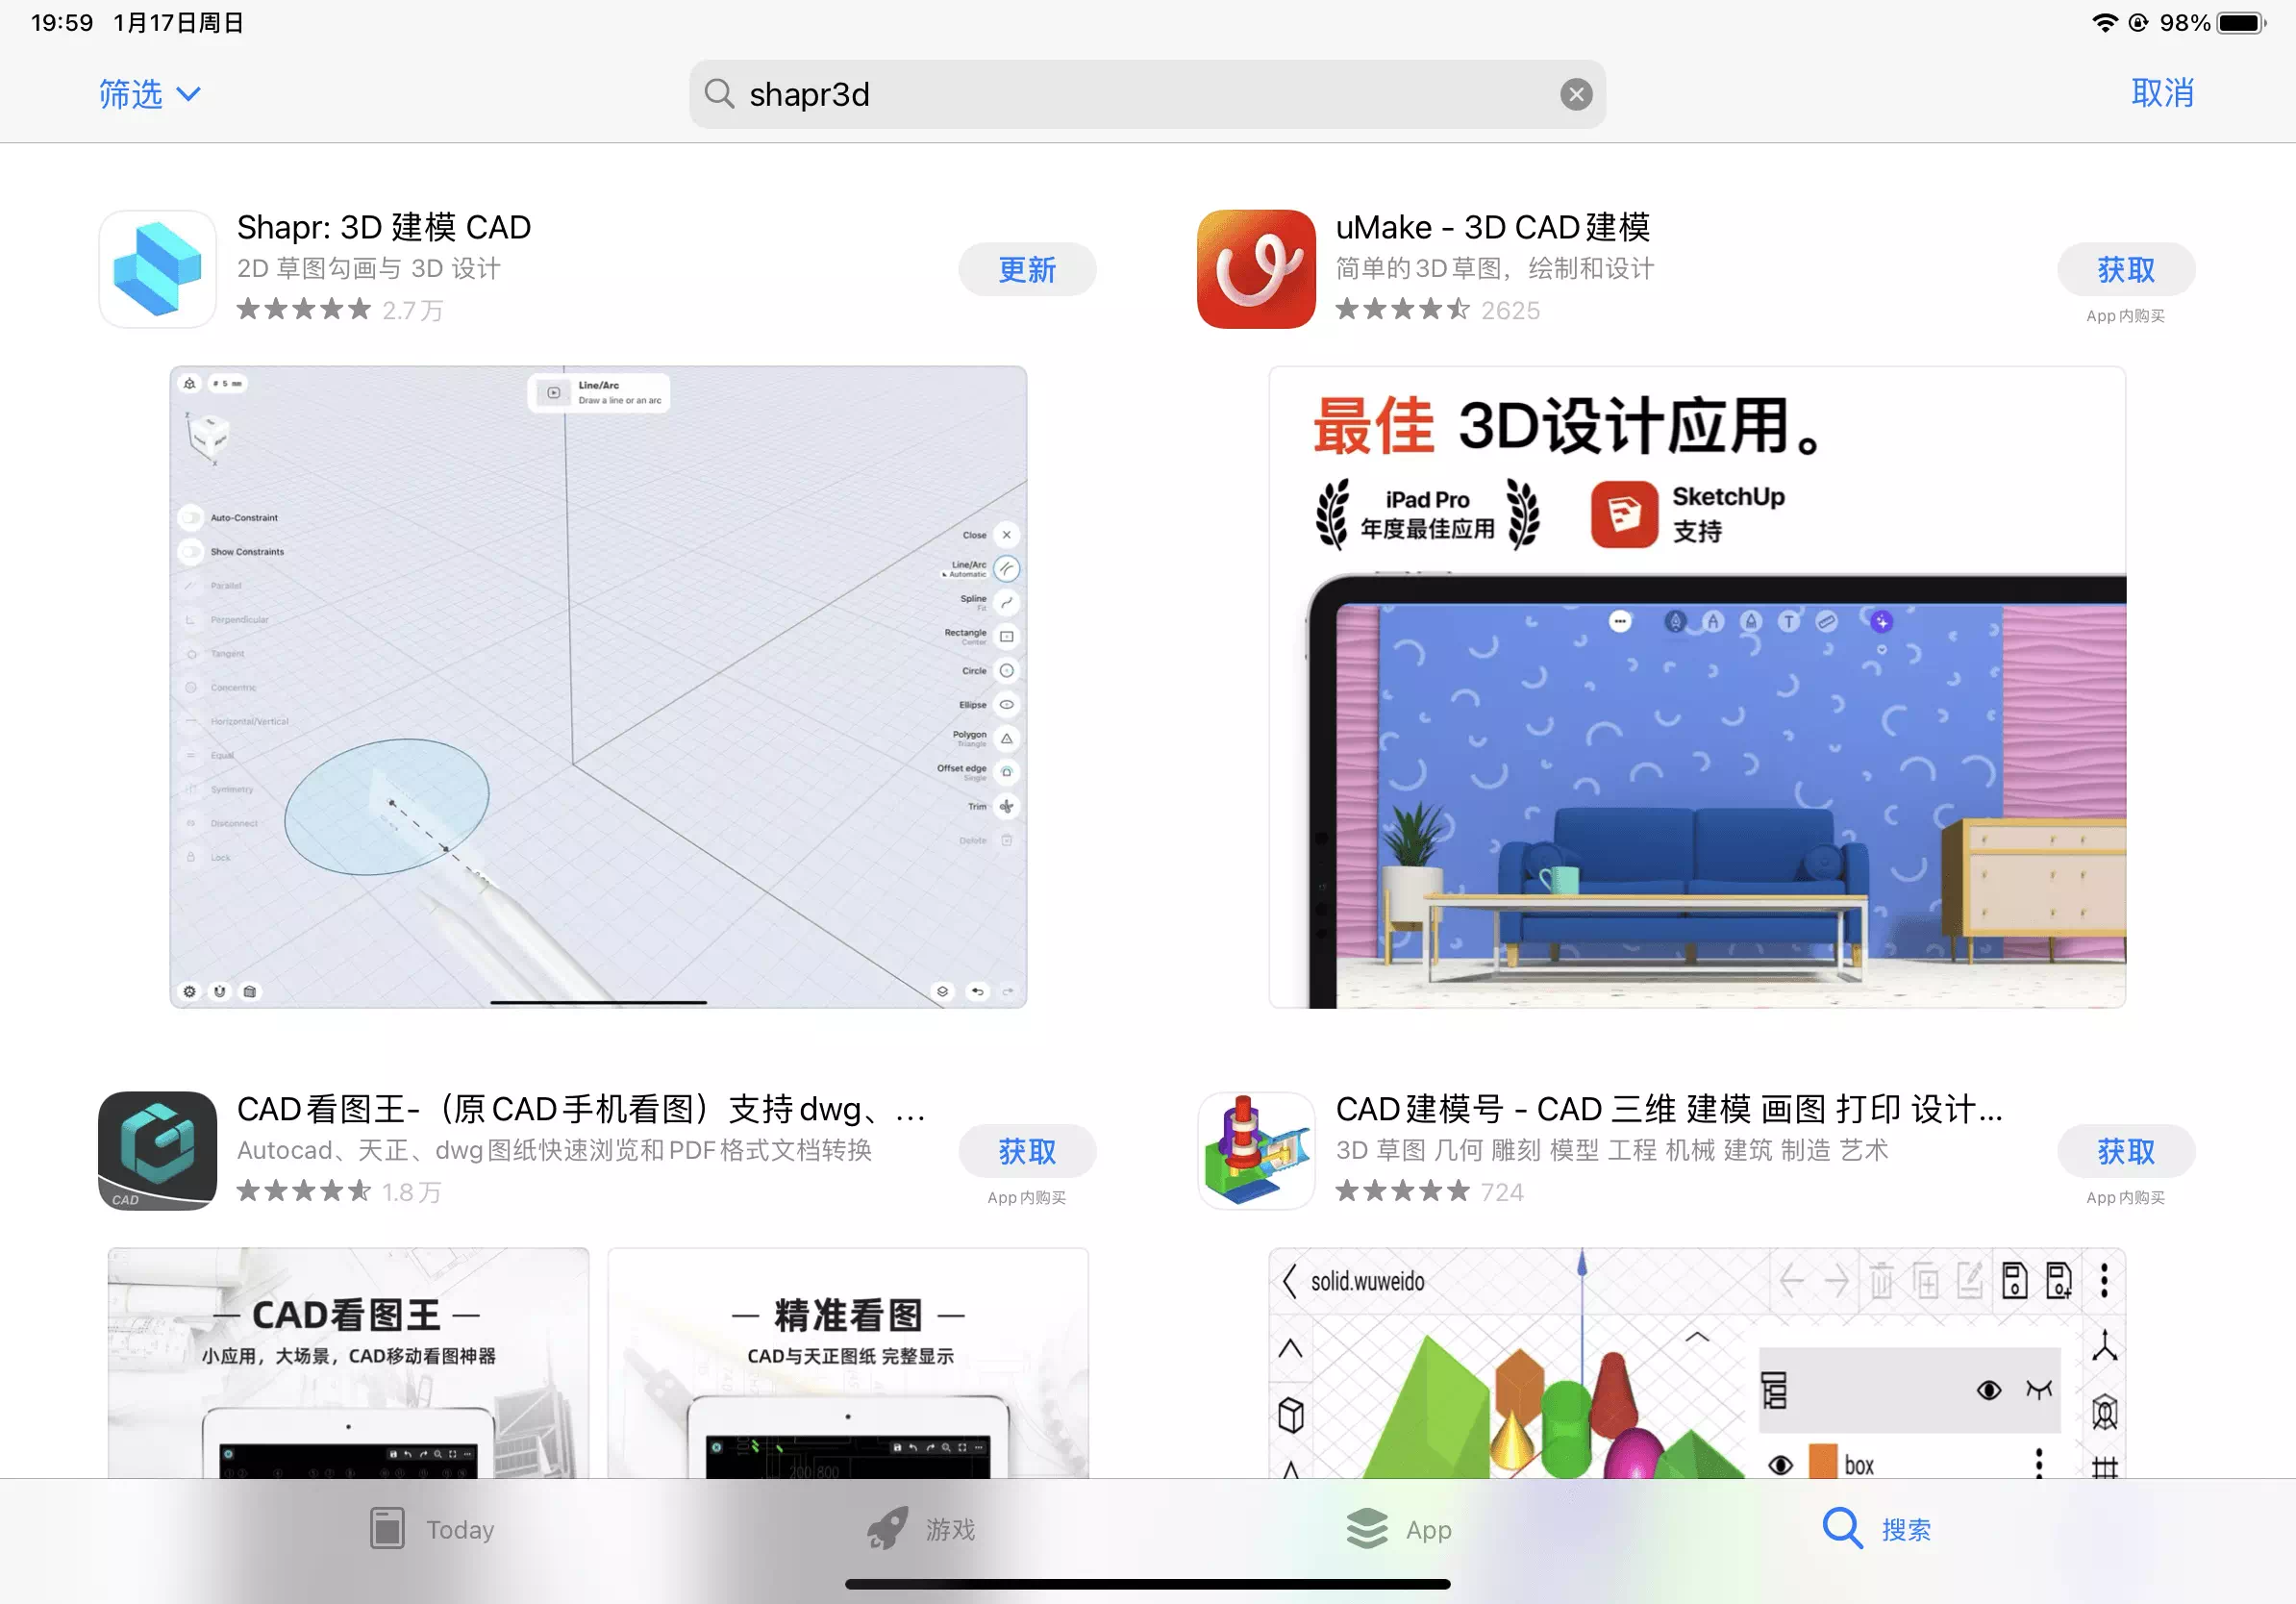 19:59 1月17日周日
98%
筛选
shapr3d
取消
Shapr: 3D 建模 CAD
2D 草图勾画与 3D 设计
2.7万
更新
# 5 mm
Line/Arc
Draw a line or an arc
Auto-Constraint
Show Constraints
Parallel
Perpendicular
Tangent
Concentric
Horizontal/Vertical
Equal
Symmetry
Disconnect
Lock
Close
Line/Arc
Automatic
Spline
Fit
Rectangle
Center
Circle
Ellipse
Polygon
Triangle
Offset edge
Single
Trim
Delete
uMake - 3D CAD建模
简单的3D草图，绘制和设计
2625
获取
App内购买
最佳 3D设计应用。
iPad Pro
年度最佳应用
SketchUp
支持
CAD看图王-（原CAD手机看图）支持dwg、...
Autocad、天正、dwg图纸快速浏览和PDF格式文档转换
1.8万
获取
App内购买
CAD
— CAD看图王 —
小应用，大场景，CAD移动看图神器
— 精准看图 —
CAD与天正图纸 完整显示
200 800
CAD建模号 - CAD 三维 建模 画图 打印 设计...
3D 草图 几何 雕刻 模型 工程 机械 建筑 制造 艺术
724
获取
App内购买
solid.wuweido
box
Today
游戏
App
搜索